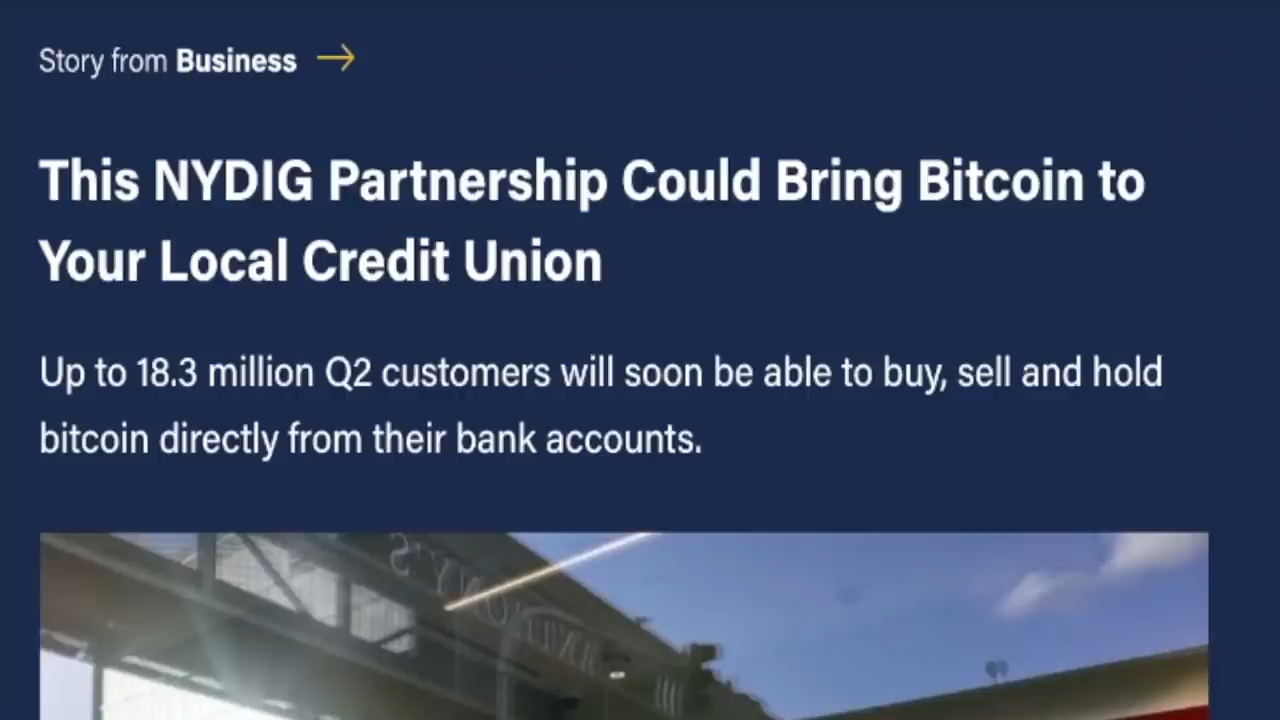 Story from Business →
This NYDIG Partnership Could Bring Bitcoin to
Your Local Credit Union
Up to 18.3 million Q2 customers will soon be able to buy, sell and hold
bitcoin directly from their bank accounts.